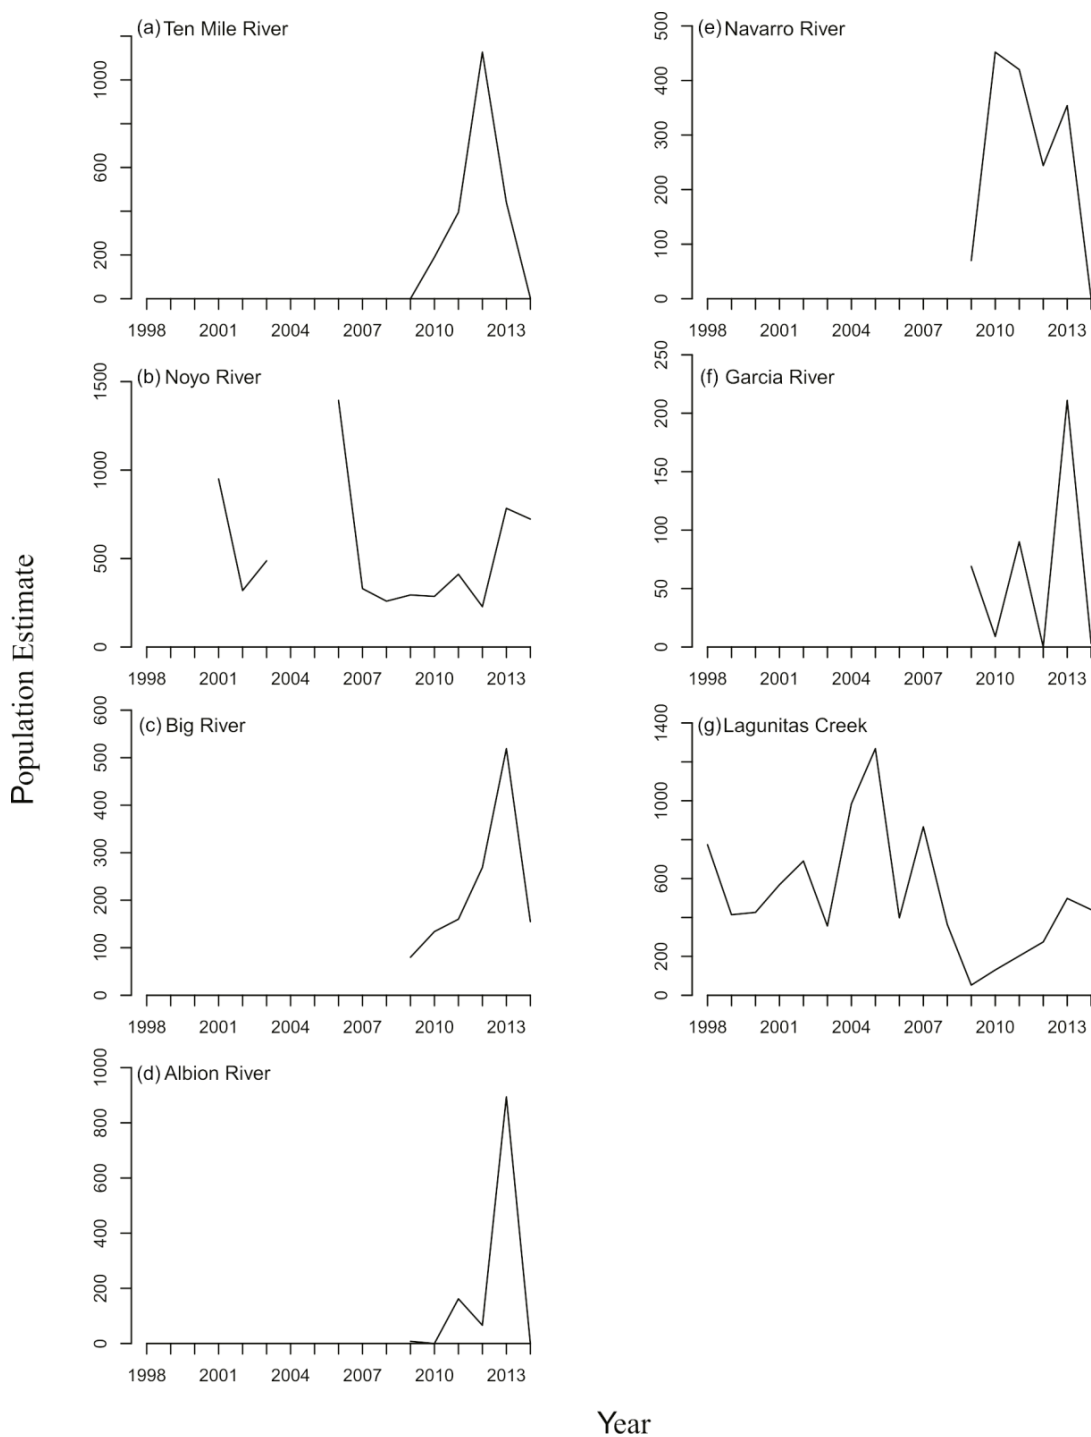 (a) Ten Mile River
1000
600
200
0
1998 2001 2004 2007 2010 2013
(b) Noyo River
1500
1000
500
0
1998 2001 2004 2007 2010 2013
(c) Big River
600
500
400
300
200
100
0
1998 2001 2004 2007 2010 2013
(d) Albion River
1000
800
600
400
200
0
1998 2001 2004 2007 2010 2013
(e) Navarro River
500
400
300
200
100
0
1998 2001 2004 2007 2010 2013
(f) Garcia River
250
200
150
100
50
0
1998 2001 2004 2007 2010 2013
(g) Lagunitas Creek
1400
1000
600
200
0
1998 2001 2004 2007 2010 2013
Population Estimate
Year